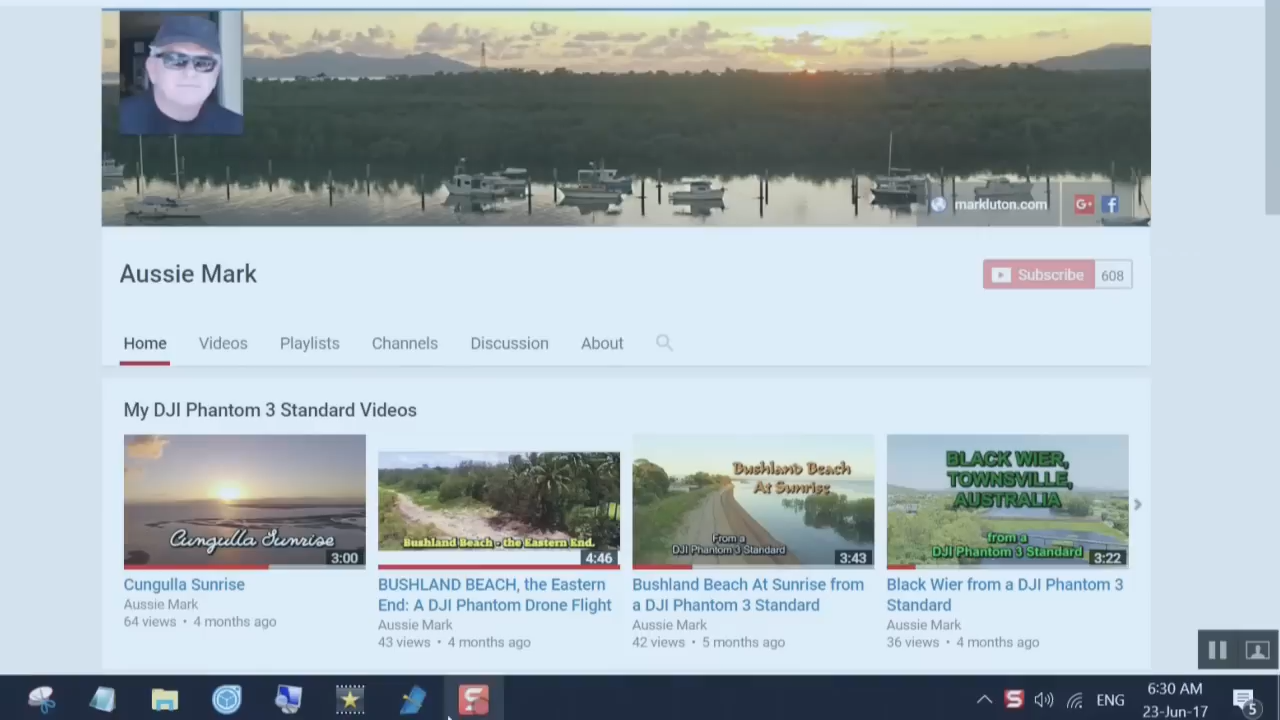 markluton.com
G+ f
Aussie Mark
Subscribe 608
Home Videos Playlists Channels Discussion About
My DJI Phantom 3 Standard Videos
Cungulla Sunrise
3:00
Bushland Beach - the Eastern End.
4:46
Bushland Beach
At Sunrise
From a
DJI Phantom 3 Standard
3:43
BLACK WIER,
TOWNSVILLE,
AUSTRALIA
from a
DJI Phantom 3 Standard
3:22
Cungulla Sunrise
Aussie Mark
64 views • 4 months ago
BUSHLAND BEACH, the Eastern
End: A DJI Phantom Drone Flight
Aussie Mark
43 views • 4 months ago
Bushland Beach At Sunrise from
a DJI Phantom 3 Standard
Aussie Mark
42 views • 5 months ago
Black Wier from a DJI Phantom 3
Standard
Aussie Mark
36 views • 4 months ago
S
S
ENG
6:30 AM
23-Jun-17
5